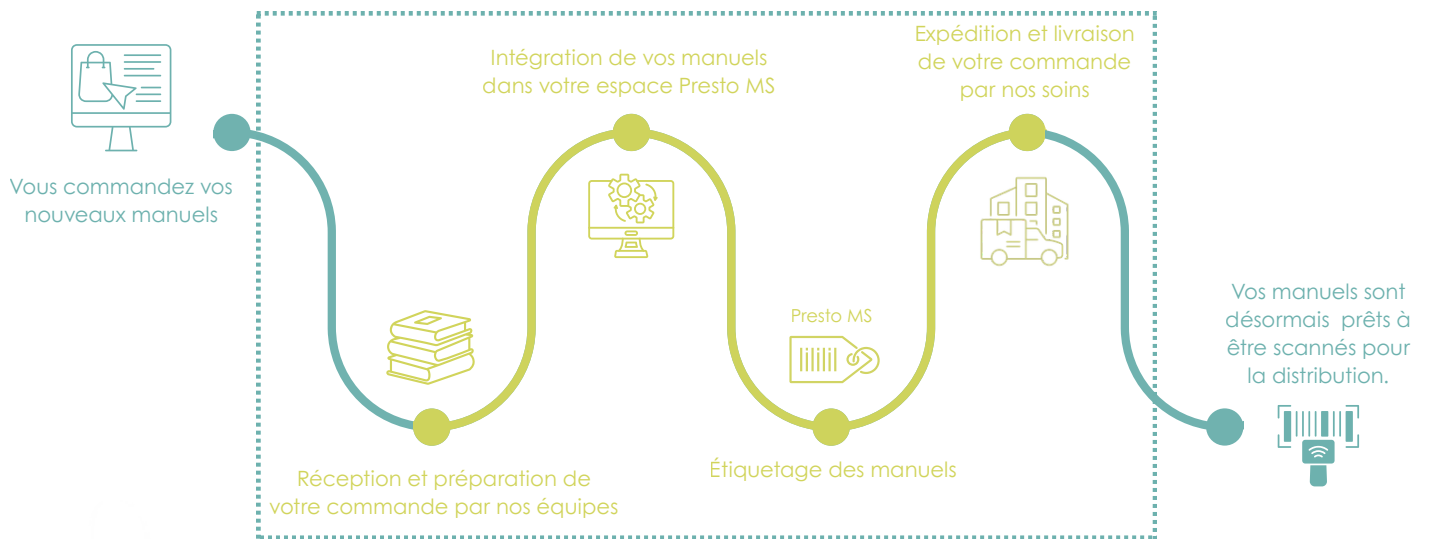 Vous commandez vos
nouveaux manuels
Réception et préparation de
votre commande par nos équipes
Intégration de vos manuels
dans votre espace Presto MS
Presto MS
Étiquetage des manuels
Expédition et livraison
de votre commande
par nos soins
Vos manuels sont
désormais prêts à
être scannés pour
la distribution.